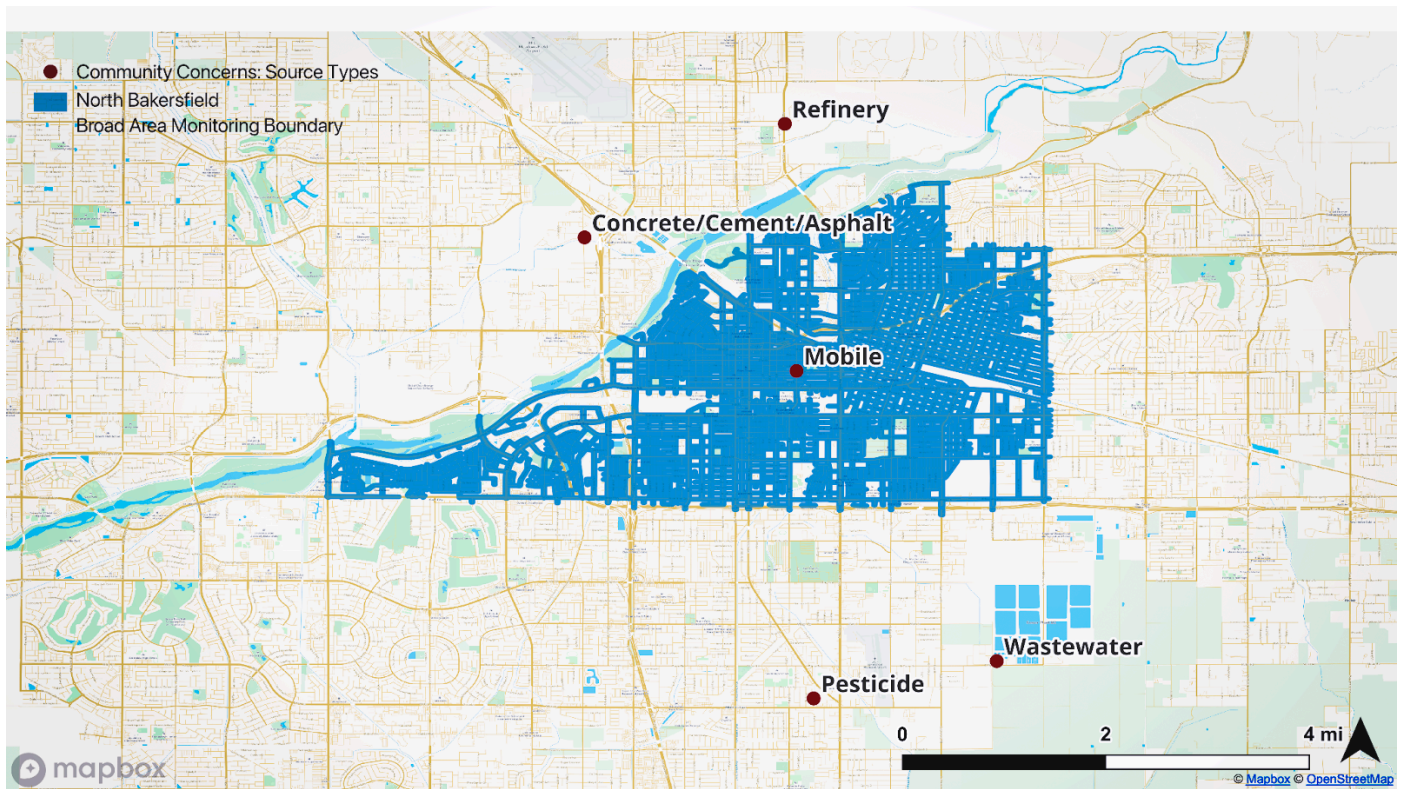 Community Concerns: Source Types
North Bakersfield
Broad Area Monitoring Boundary
Refinery
Concrete/Cement/Asphalt
Mobile
Wastewater
Pesticide
0 2 4 mi
mapbox
© Mapbox © OpenStreetMap